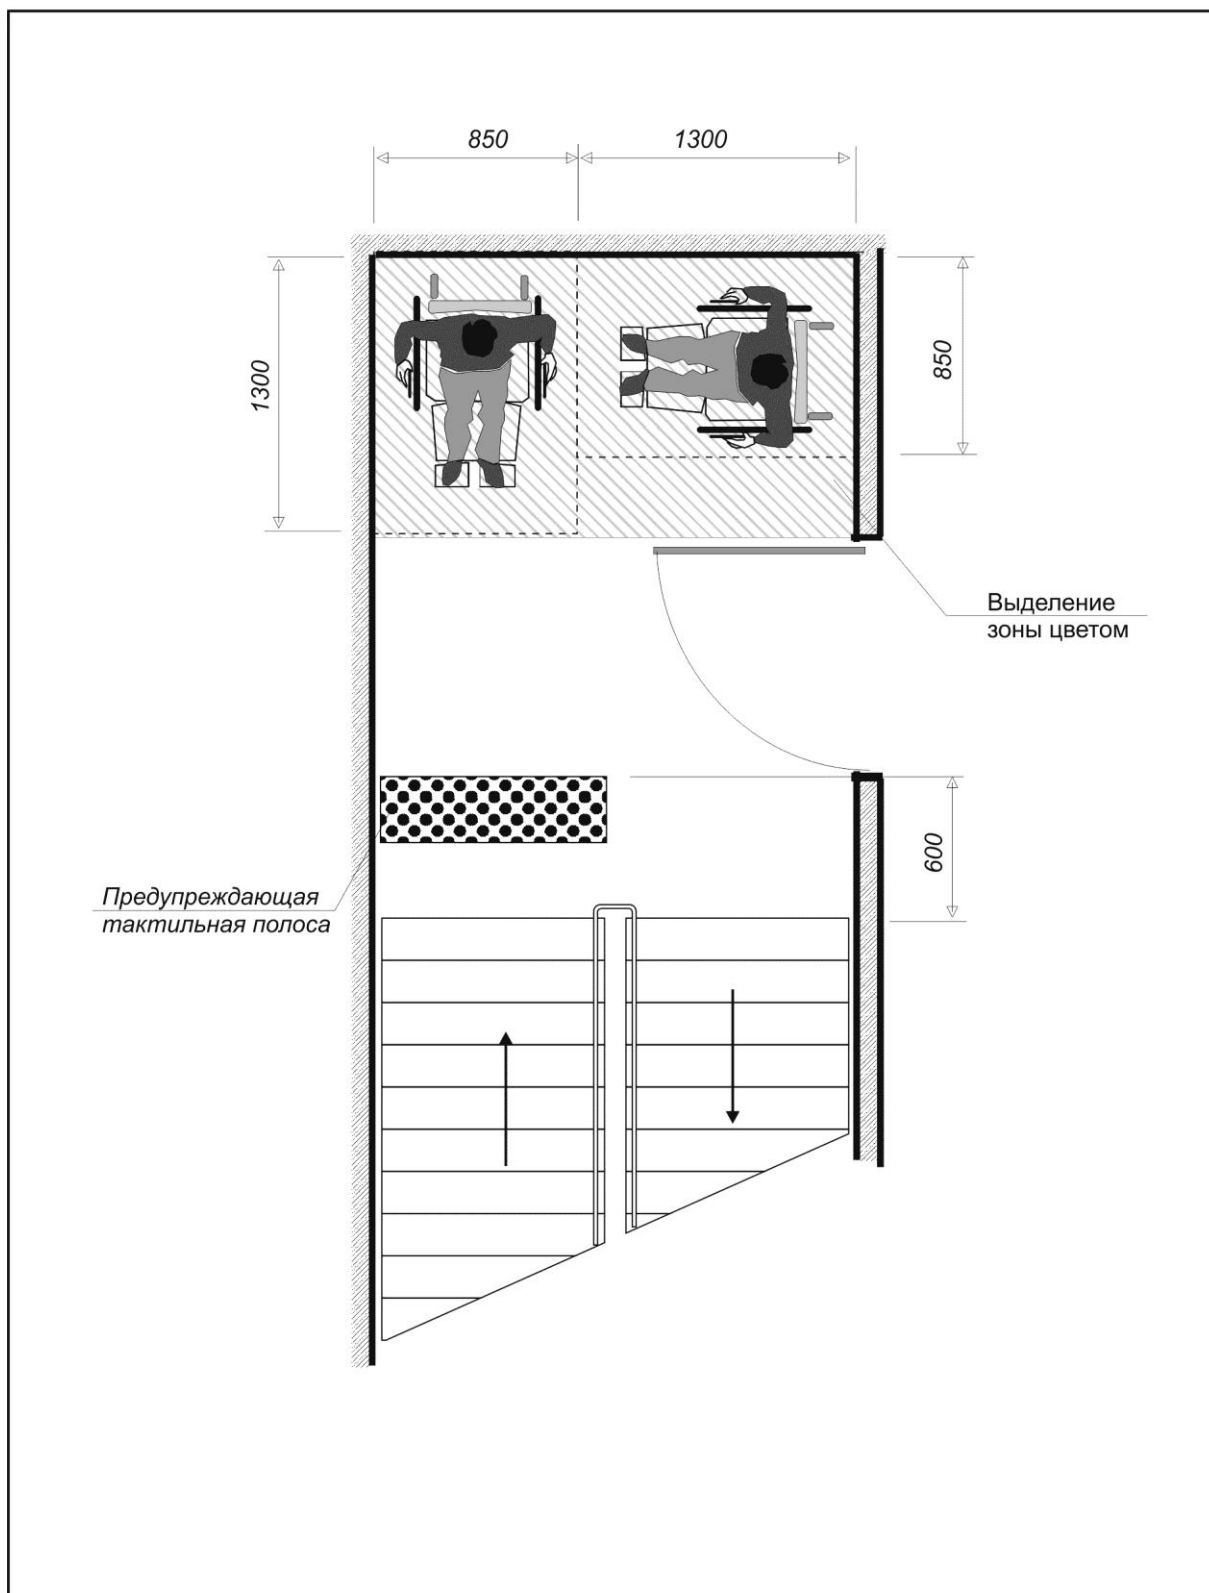 850
1300
1300
850
Выделение
зоны цветом
600
Предупреждающая
тактильная полоса